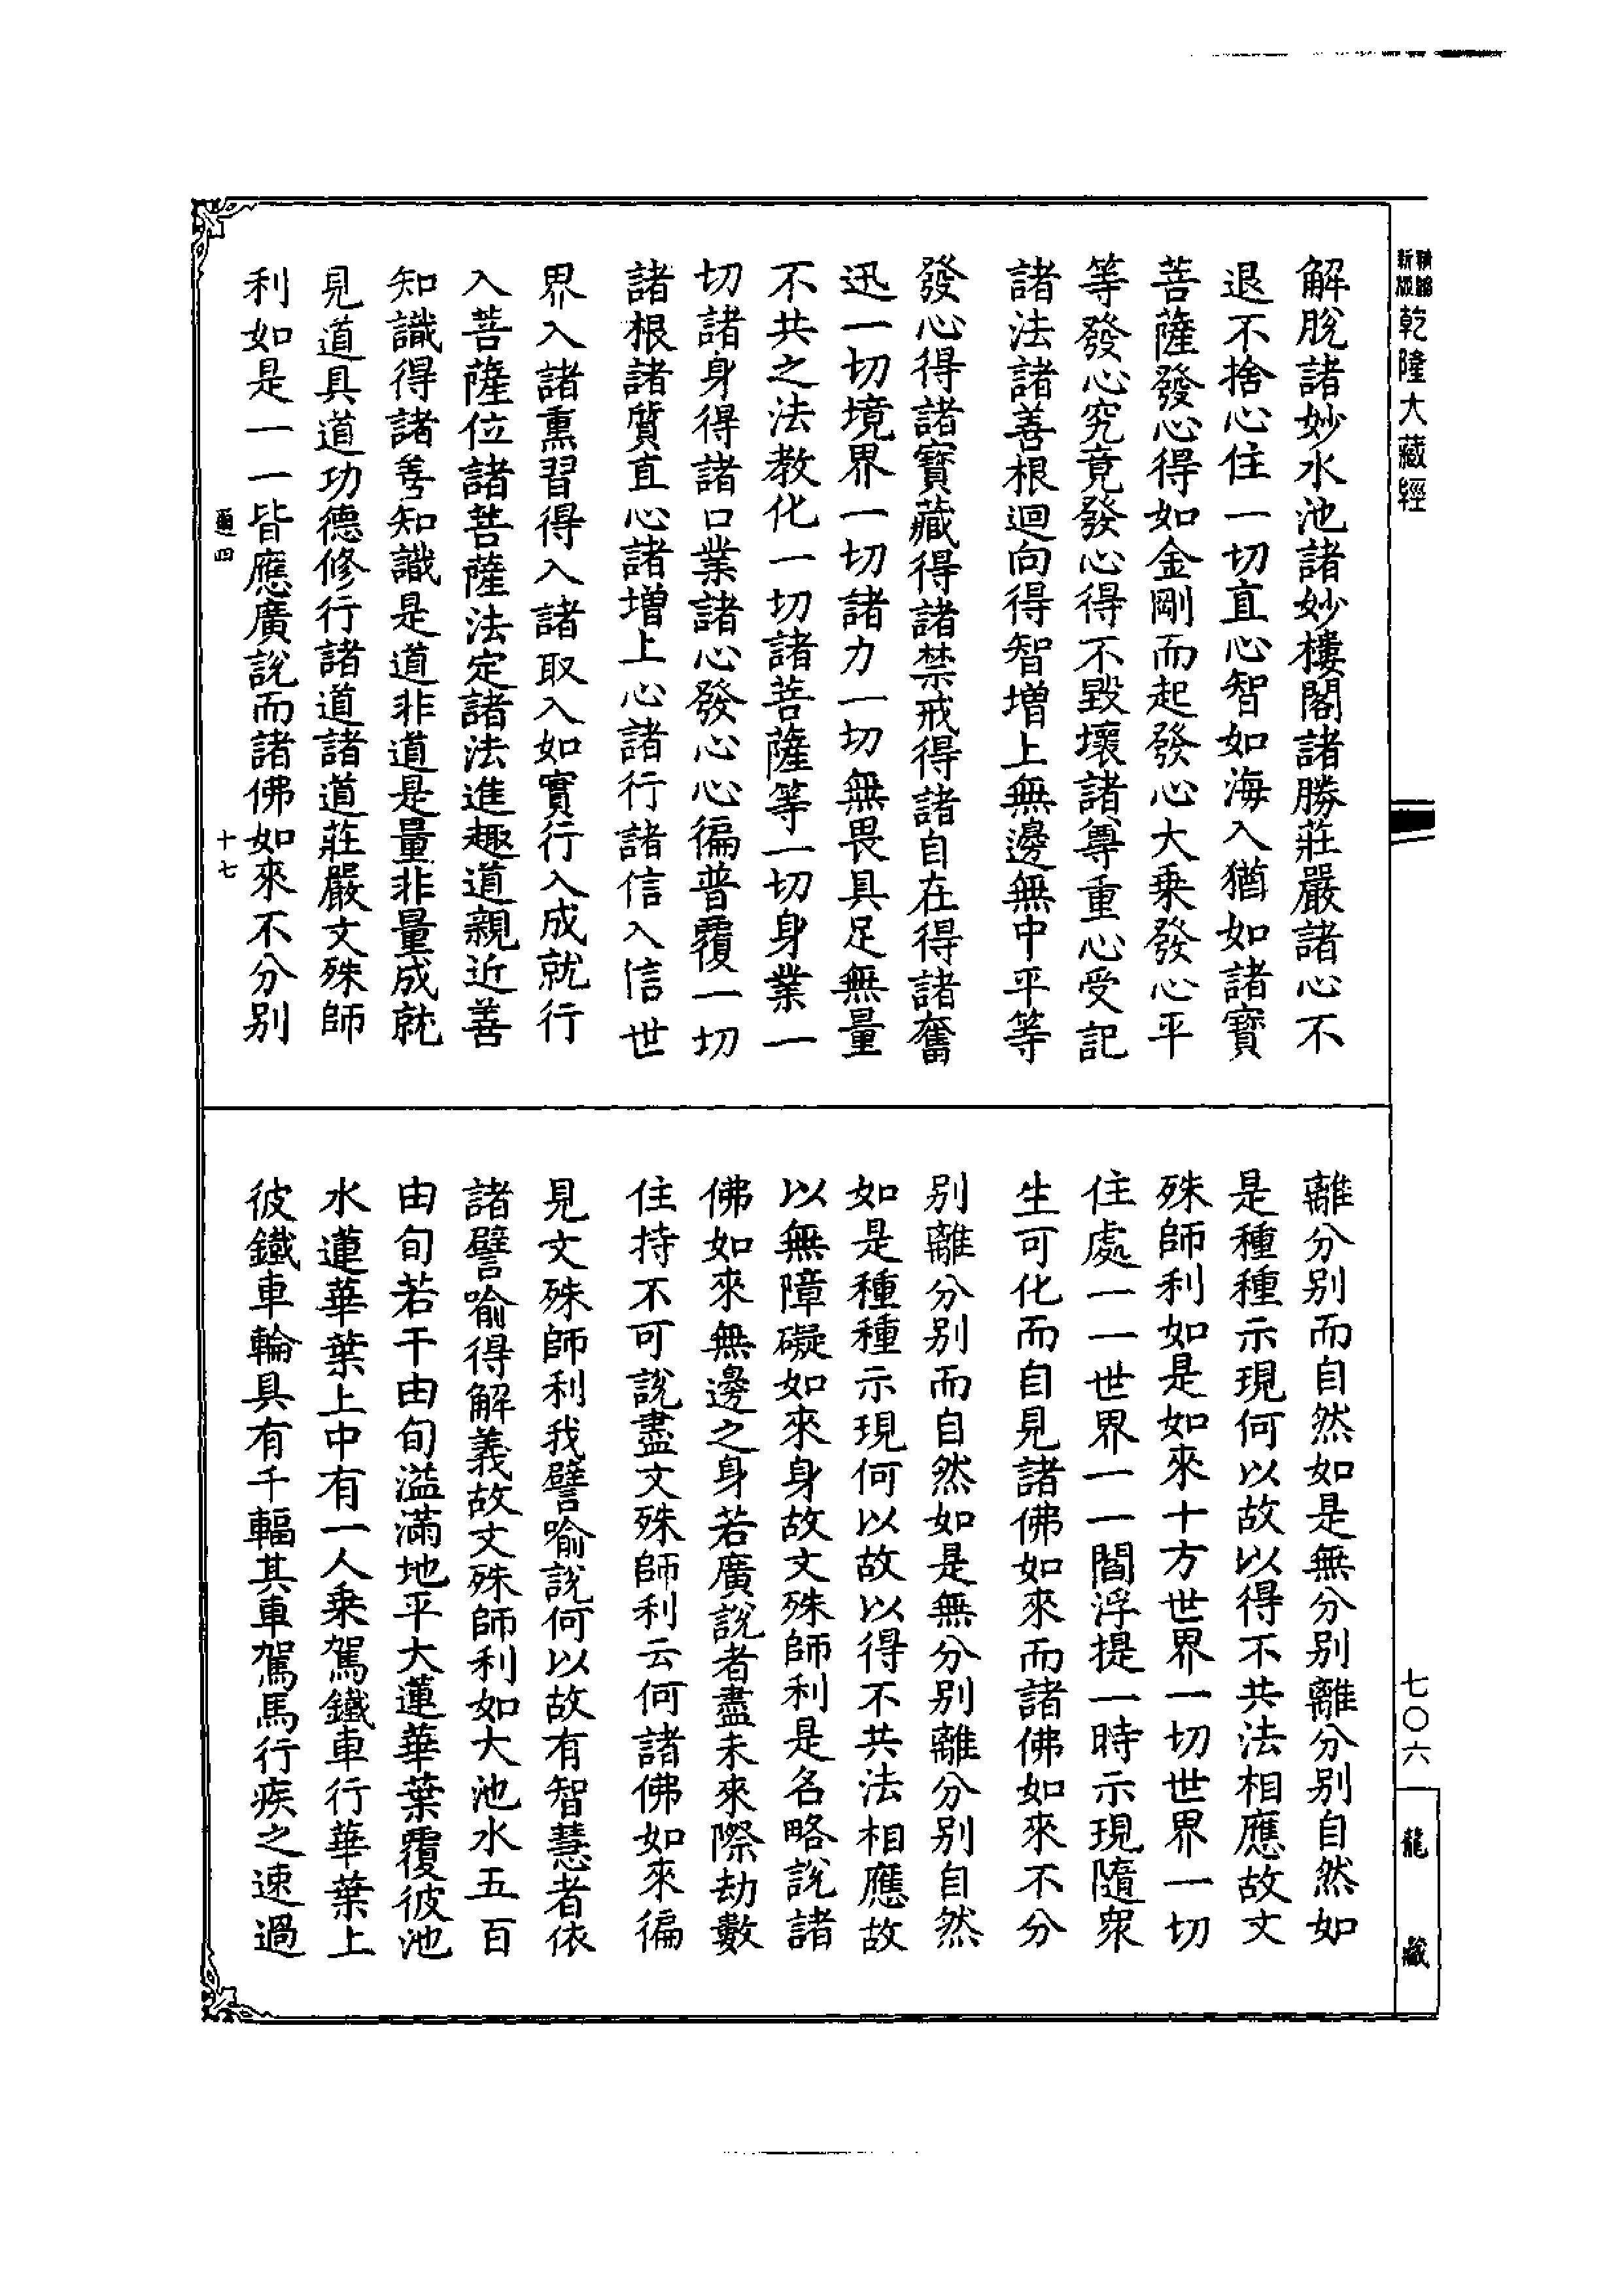 新編縮版乾隆大藏經
解脫諸妙水池諸妙樓閣諸勝莊嚴諸心不
退不捨心住一切直心智如海入猶如諸寶
菩薩發心得如金剛而起發心大乘發心平
等發心究竟發心得不毀壞諸尊重心受記
諸法諸善根迴向得智增上無邊無中平等
發心得諸寶藏得諸禁戒得諸自在得諸奮
迅一切境界一切諸力一切無畏具足無量
不共之法教化一切諸菩薩等一切身業一
切諸身得諸口業諸心發心心徧普覆一切
諸根諸質直心諸增上心諸行諸信入信世
界入諸熏習得入諸取入如實行入成就行
入菩薩位諸菩薩法定諸法進趣道親近善
知識得諸善知識是道非道是量非量成就
見道具道功德修行諸道諸道莊嚴文殊師
利如是一一皆應廣說而諸佛如來不分別
十七
離分別而自然如是無分別離分別自然如
是種種示現何以故以得不共法相應故文
殊師利如是如來十方世界一切世界一切
住處一一世界一一閻浮提一時示現隨眾
生可化而自見諸佛如來而諸佛如來不分
別離分別而自然如是無分別離分別自然
如是種種示現何以故以得不共法相應故
以無障礙如來身故文殊師利是名略說諸
佛如來無邊之身若廣說者盡未來際劫數
住持不可說盡文殊師利云何諸佛如來徧
見文殊師利我譬喻說何以故有智慧者依
諸譬喻得解義故文殊師利如大池水五百
由旬若干由旬溢滿地平大蓮華葉覆彼池
水蓮華葉上中有一人乘駕鐵車行華葉上
彼鐵車輪具有千輻其車駕馬行疾之速過
七〇六
龍藏